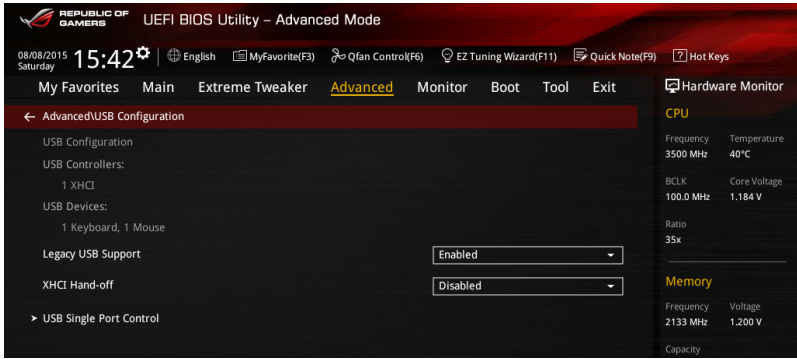 REPUBLIC OF GAMERS UEFI BIOS Utility – Advanced Mode
08/08/2015 Saturday 15:42 English MyFavorite(F3) Qfan Control(F6) EZ Tuning Wizard(F11) Quick Note(F9) ? Hot Keys
My Favorites Main Extreme Tweaker Advanced Monitor Boot Tool Exit
Hardware Monitor
← Advanced\USB Configuration
USB Configuration
USB Controllers:
1 XHCI
USB Devices:
1 Keyboard, 1 Mouse
Legacy USB Support Enabled
XHCI Hand-off Disabled
> USB Single Port Control
CPU
Frequency Temperature
3500 MHz 40°C
BCLK Core Voltage
100.0 MHz 1.184 V
Ratio
35x
Memory
Frequency Voltage
2133 MHz 1.200 V
Capacity